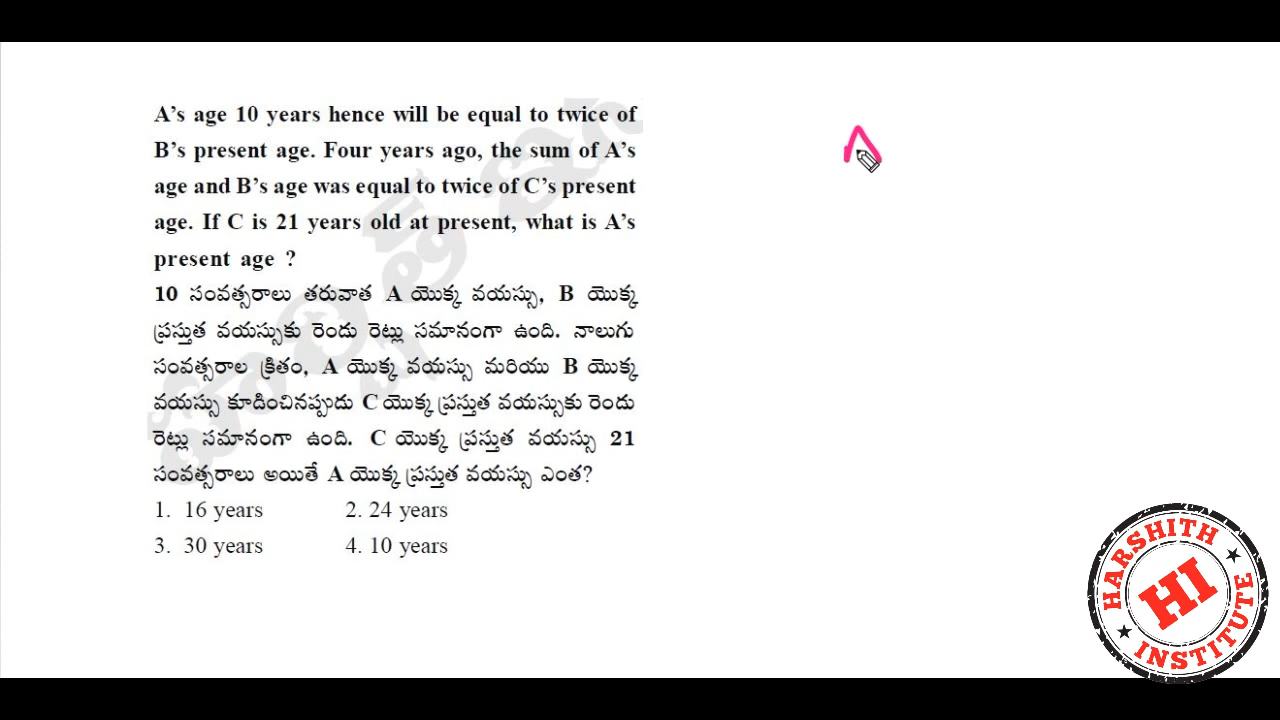 A’s age 10 years hence will be equal to twice of
B’s present age. Four years ago, the sum of A’s
age and B’s age was equal to twice of C’s present
age. If C is 21 years old at present, what is A’s
present age ?
10 సంవత్సరాలు తరువాత A యొక్క వయస్సు, B యొక్క
ప్రస్తుత వయస్సుకు రెండు రెట్లు సమానంగా ఉంది. నాలుగు
సంవత్సరాల క్రితం, A యొక్క వయస్సు మరియు B యొక్క
వయస్సు కూడినప్పుడు C యొక్క ప్రస్తుత వయస్సుకు రెండు
రెట్లు సమానంగా ఉంది. C యొక్క ప్రస్తుత వయస్సు 21
సంవత్సరాలు అయితే A యొక్క ప్రస్తుత వయస్సు ఎంత?
1. 16 years 2. 24 years
3. 30 years 4. 10 years
HARSHITH
HI
INSTITUTE